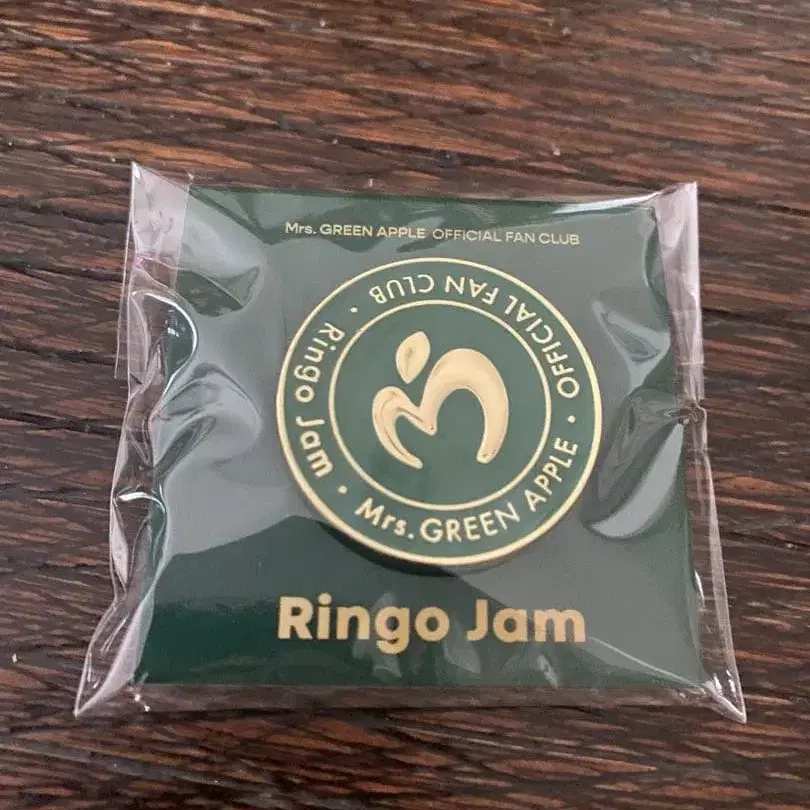 Mrs. GREEN APPLE OFFICIAL FAN CLUB
Ringo Jam • Mrs. GREEN APPLE • OFFICIAL FAN CLUB •
Ringo Jam